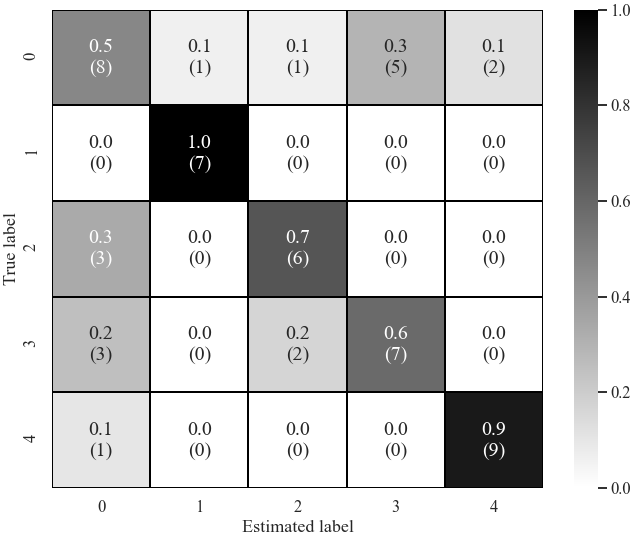 0.5 0.1 0.1 0.3 0.1
(8) (1) (1) (5) (2)
0
0.0 1.0 0.0 0.0 0.0
(0) (7) (0) (0) (0)
1
0.3 0.0 0.7 0.0 0.0
(3) (0) (6) (0) (0)
2
0.2 0.0 0.2 0.6 0.0
(3) (0) (2) (7) (0)
3
0.1 0.0 0.0 0.0 0.9
(1) (0) (0) (0) (9)
4
True label
0 1 2 3 4
Estimated label
1.0
0.8
0.6
0.4
0.2
0.0